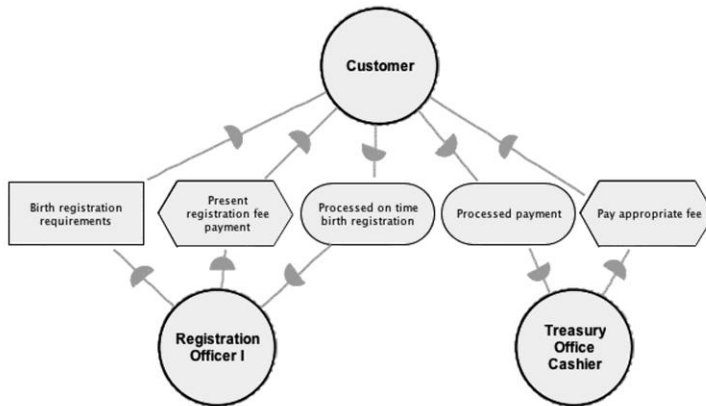 Customer
Birth registration
requirements
Present
registration fee
payment
Processed on time
birth registration
Processed payment
Pay appropriate fee
Registration
Officer I
Treasury
Office
Cashier